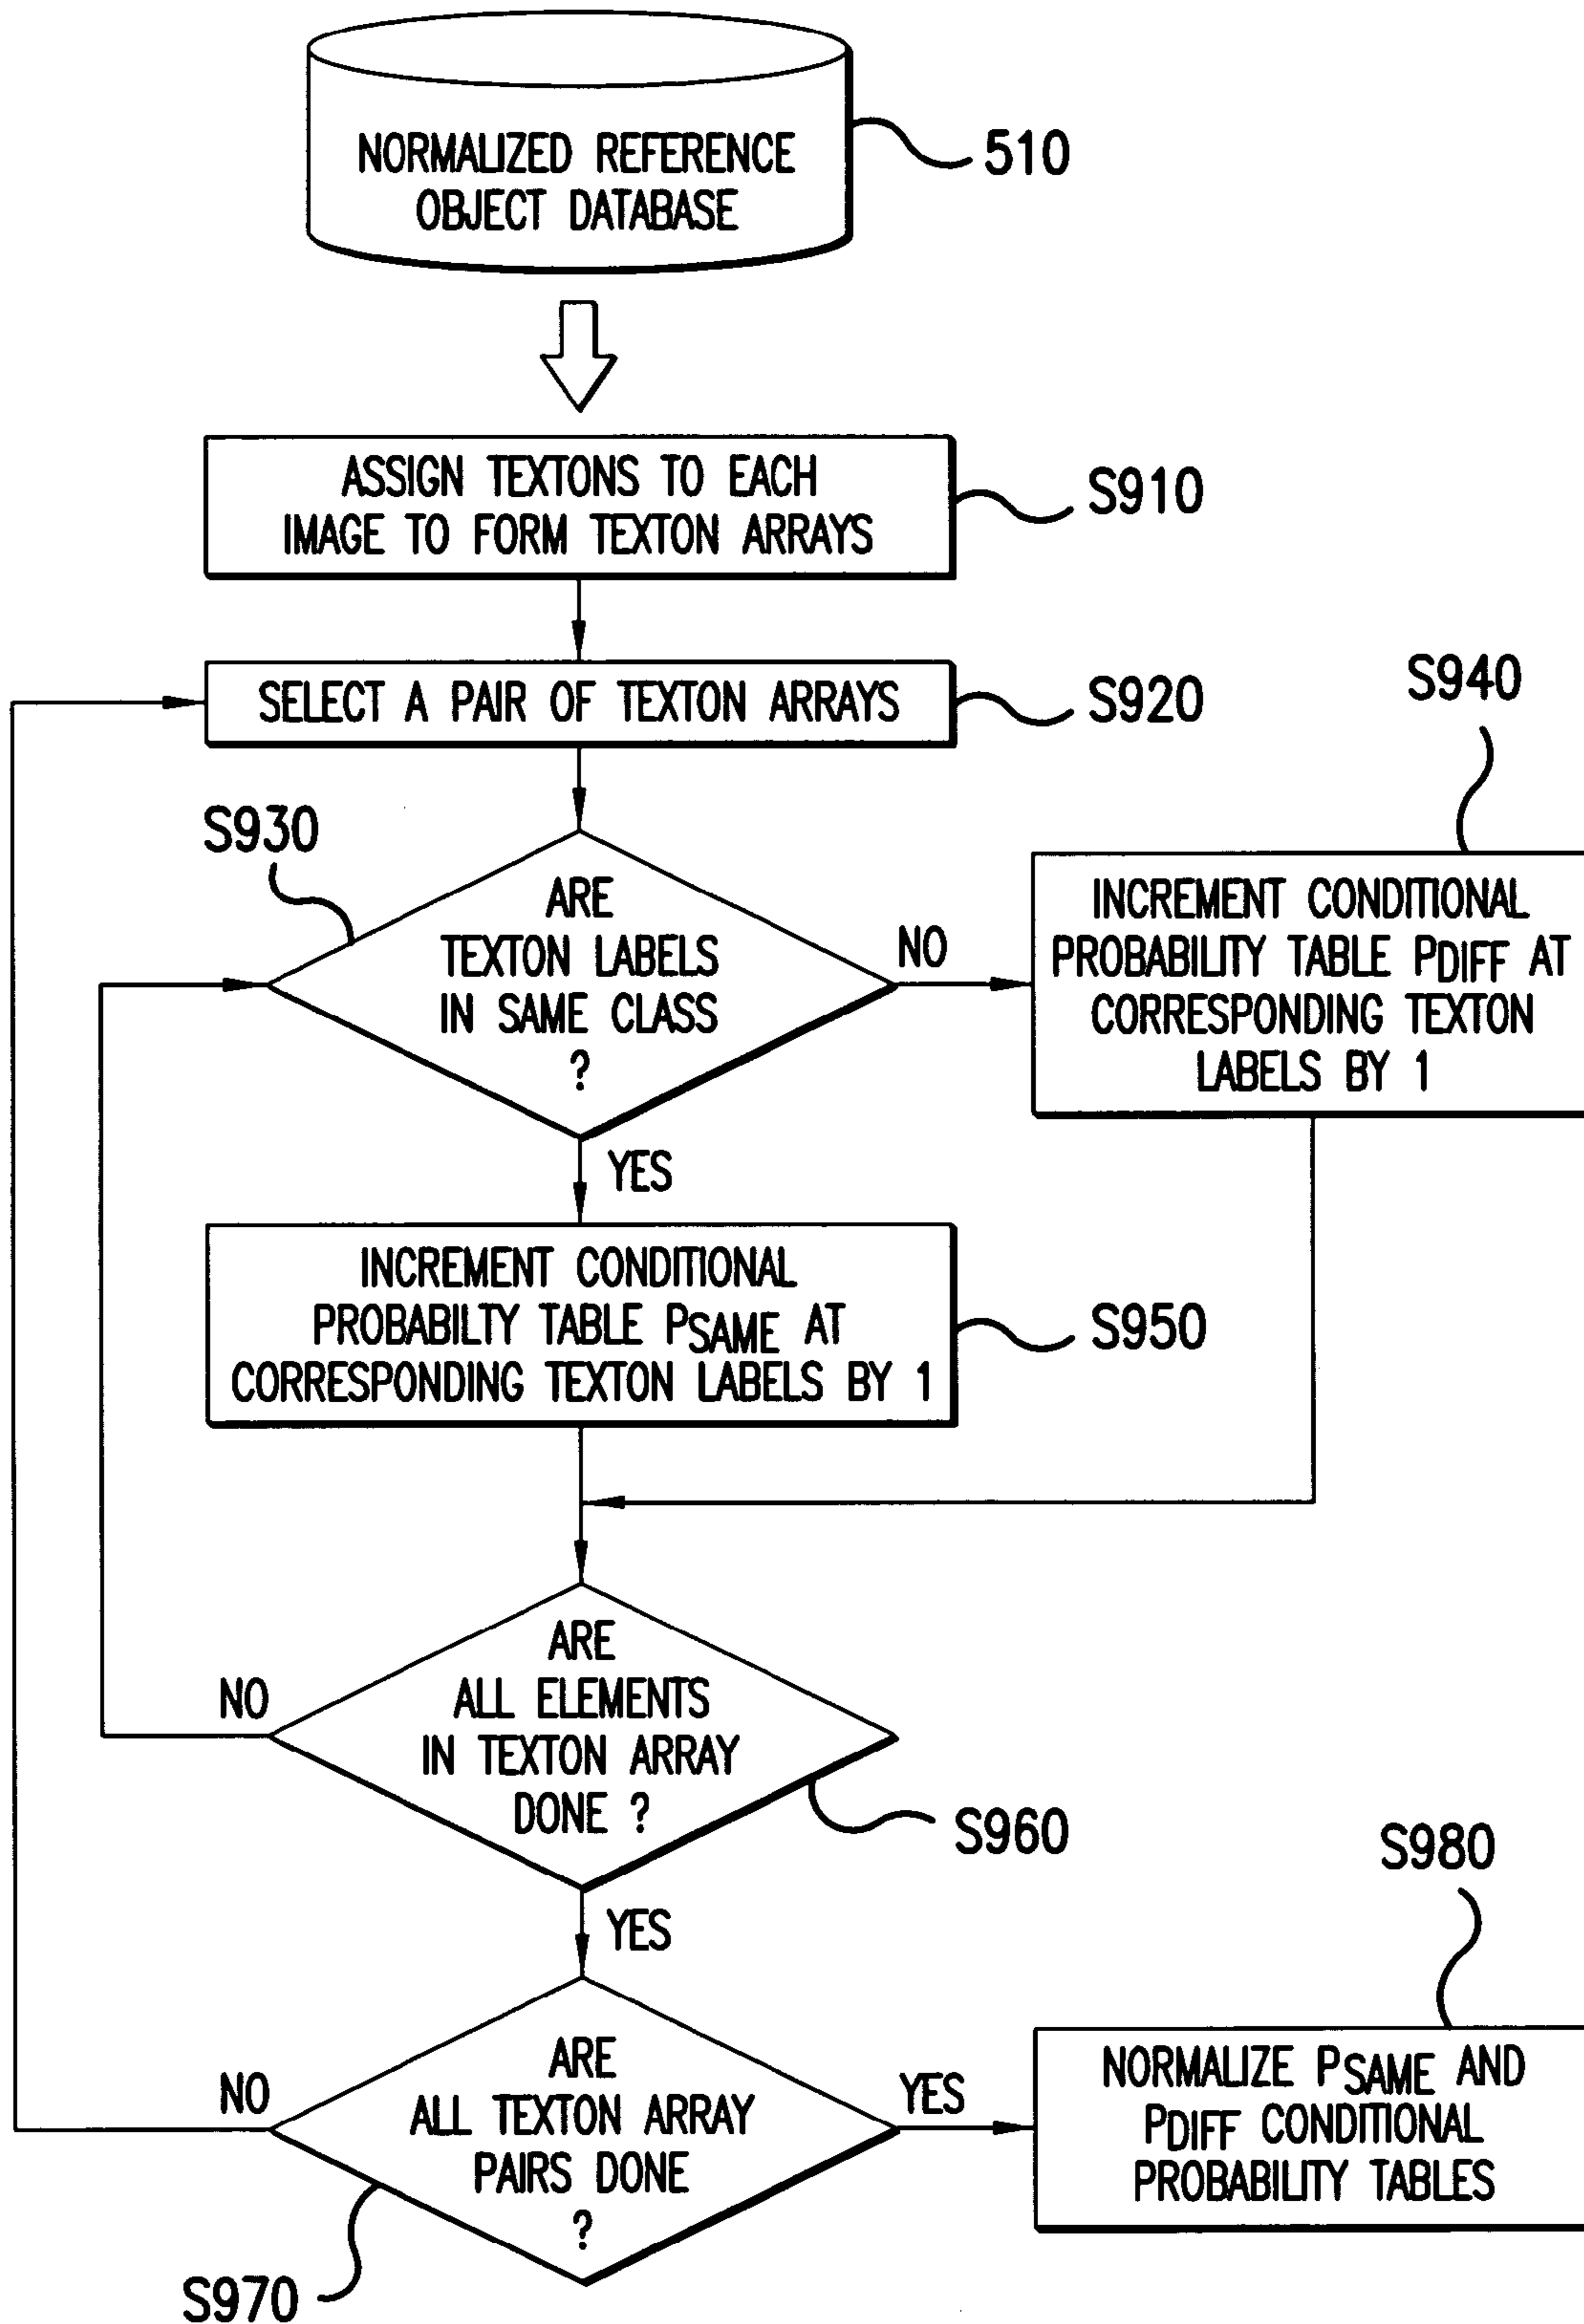 NORMALIZED REFERENCE
OBJECT DATABASE
510
ASSIGN TEXTONS TO EACH
IMAGE TO FORM TEXTON ARRAYS
S910
SELECT A PAIR OF TEXTON ARRAYS
S920
S940
S930
ARE
TEXTON LABELS
IN SAME CLASS
?
NO
INCREMENT CONDITIONAL
PROBABILITY TABLE PDIFF AT
CORRESPONDING TEXTON
LABELS BY 1
YES
INCREMENT CONDITIONAL
PROBABILTY TABLE PSAME AT
CORRESPONDING TEXTON LABELS BY 1
S950
ARE
ALL ELEMENTS
IN TEXTON ARRAY
DONE ?
NO
S960
YES
S980
ARE
ALL TEXTON ARRAY
PAIRS DONE
?
NO
YES
NORMALIZE PSAME AND
PDIFF CONDITIONAL
PROBABILITY TABLES
S970